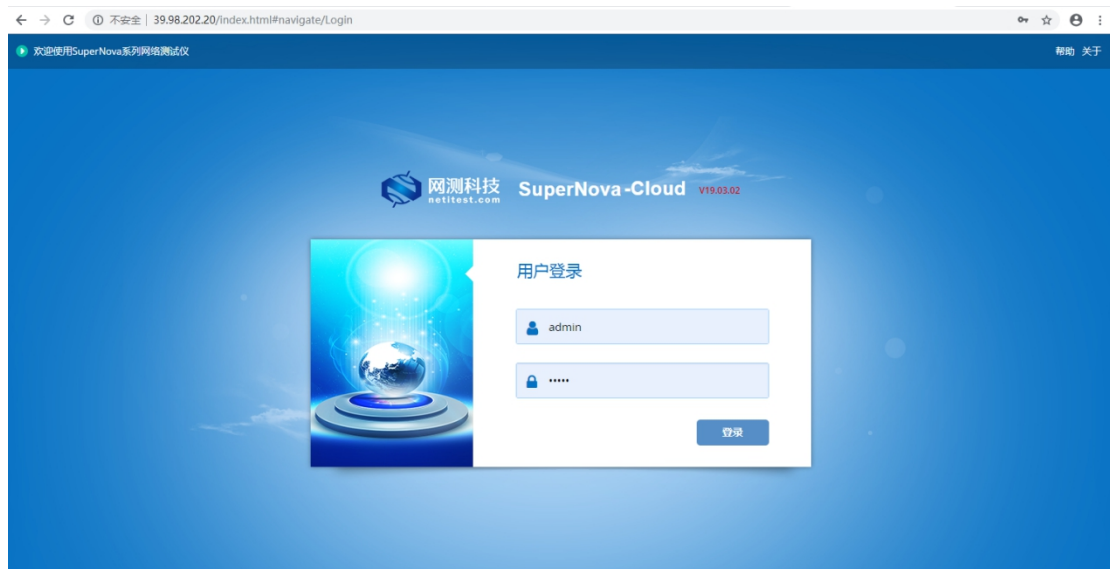 不安全 | 39.98.202.20/index.html#navigate/Login
欢迎使用SuperNova系列网络测试仪
帮助 关于
网测科技
netitest.com
SuperNova-Cloud V19.03.02
用户登录
admin
•••••
登录